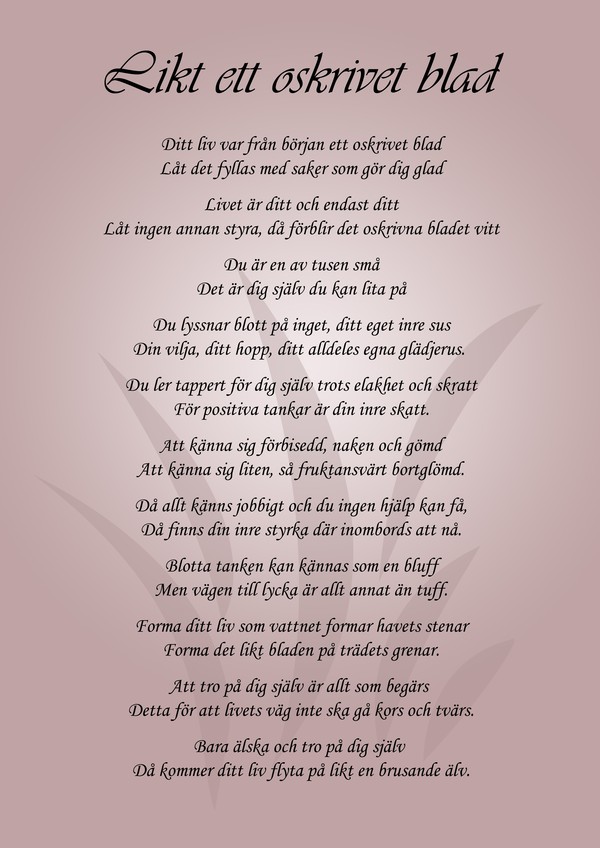 Likt ett oskrivet blad
Ditt liv var från början ett oskrivet blad
Låt det fyllas med saker som gör dig glad
Livet är ditt och endast ditt
Låt ingen annan styra, då förblir det oskrivna bladet vitt
Du är en av tusen små
Det är dig själv du kan lita på
Du lyssnar blott på inget, ditt eget inre sus
Din vilja, ditt hopp, ditt alldeles egna glädjerus.
Du ler tappert för dig själv trots elakhet och skratt
För positiva tankar är din inre skatt.
Att känna sig förbisedd, naken och gömd
Att känna sig liten, så fruktansvärt bortglömd.
Då allt känns jobbigt och du ingen hjälp kan få,
Då finns din inre styrka där inombords att nå.
Blotta tanken kan kännas som en bluff
Men vägen till lycka är allt annat än tuff.
Forma ditt liv som vattnet formar havets stenar
Forma det likt bladen på trädets grenar.
Att tro på dig själv är allt som begärs
Detta för att livets väg inte ska gå kors och tvärs.
Bara älska och tro på dig själv
Då kommer ditt liv flyta på likt en brusande älv.